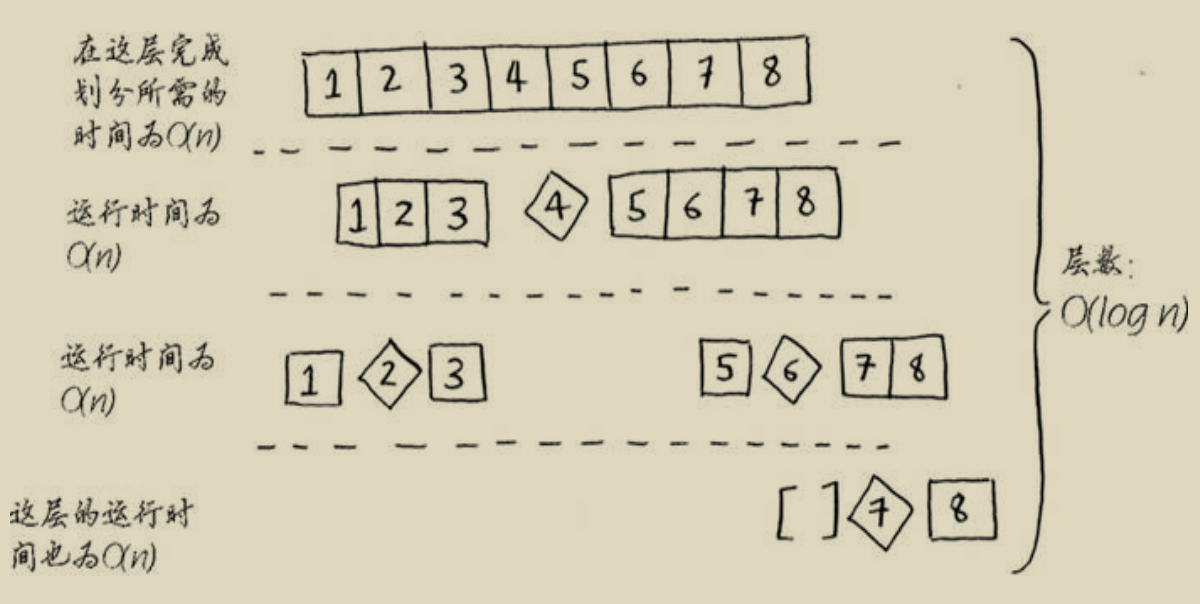 在这层完成
划分所需的
时间为O(n)
1 2 3 4 5 6 7 8
运行时间为
O(n)
1 2 3 4 5 6 7 8
层数:
O(log n)
运行时间为
O(n)
1 2 3 5 6 7 8
这层的运行时
间也为O(n)
[ ] 7 8